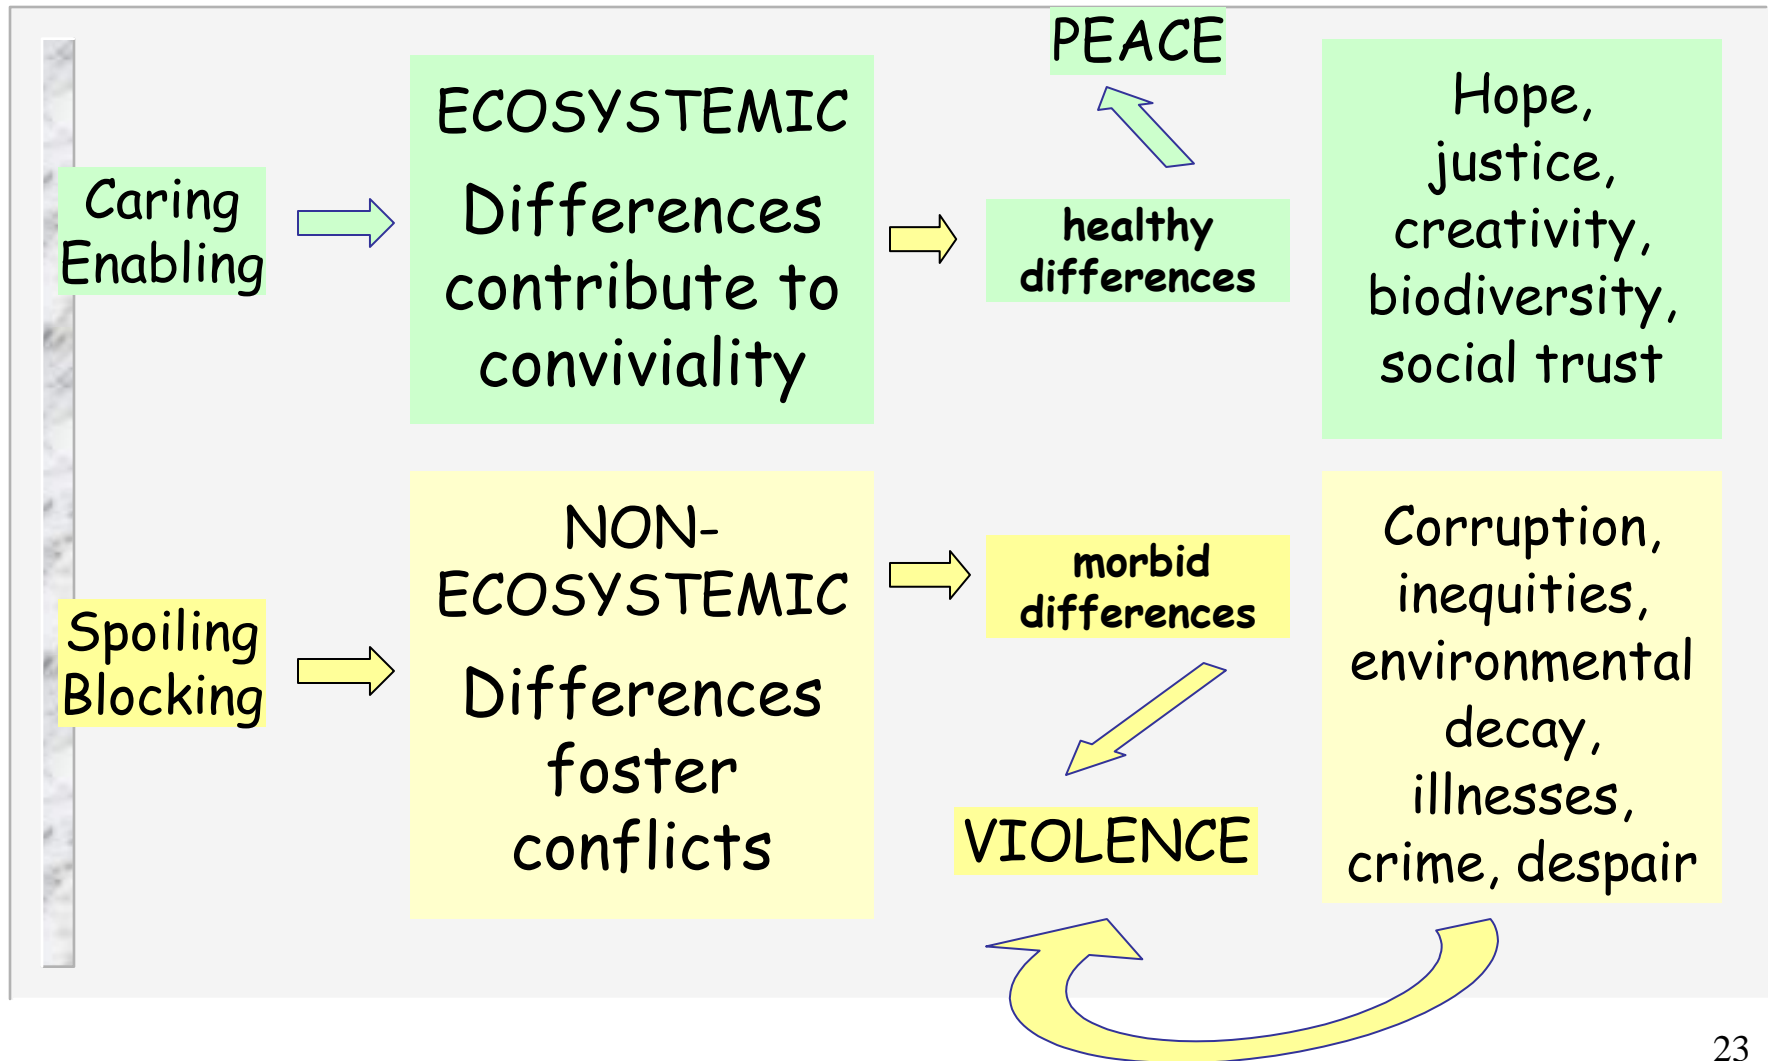 Caring
Enabling
ECOSYSTEMIC
Differences
contribute to
conviviality
PEACE
healthy
differences
Hope,
justice,
creativity,
biodiversity,
social trust
Spoiling
Blocking
NON-
ECOSYSTEMIC
Differences
foster
conflicts
morbid
differences
VIOLENCE
Corruption,
inequities,
environmental
decay,
illnesses,
crime, despair
23